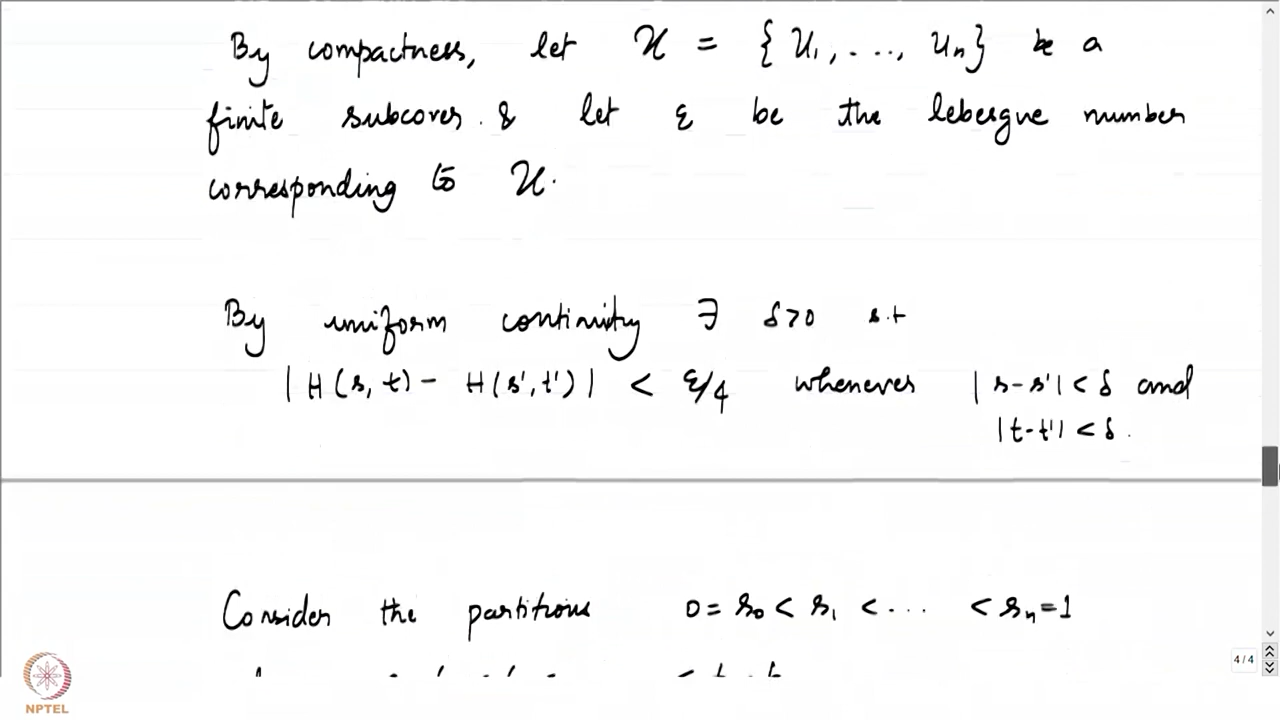 By compactness, let 𝒰 = { U₁, ..., Uₙ} be a
finite subcover. & let ε be the lebesgue number
corresponding to 𝒰.
By uniform continuity ∃ δ>0 s.t
| H(s, t) - H(s', t') | < ε/4 whenever |s-s'| < δ and
|t-t'| < δ.
Consider the partitions 0 = s₀ < s₁ < ... < sₙ = 1
4 / 4
NPTEL